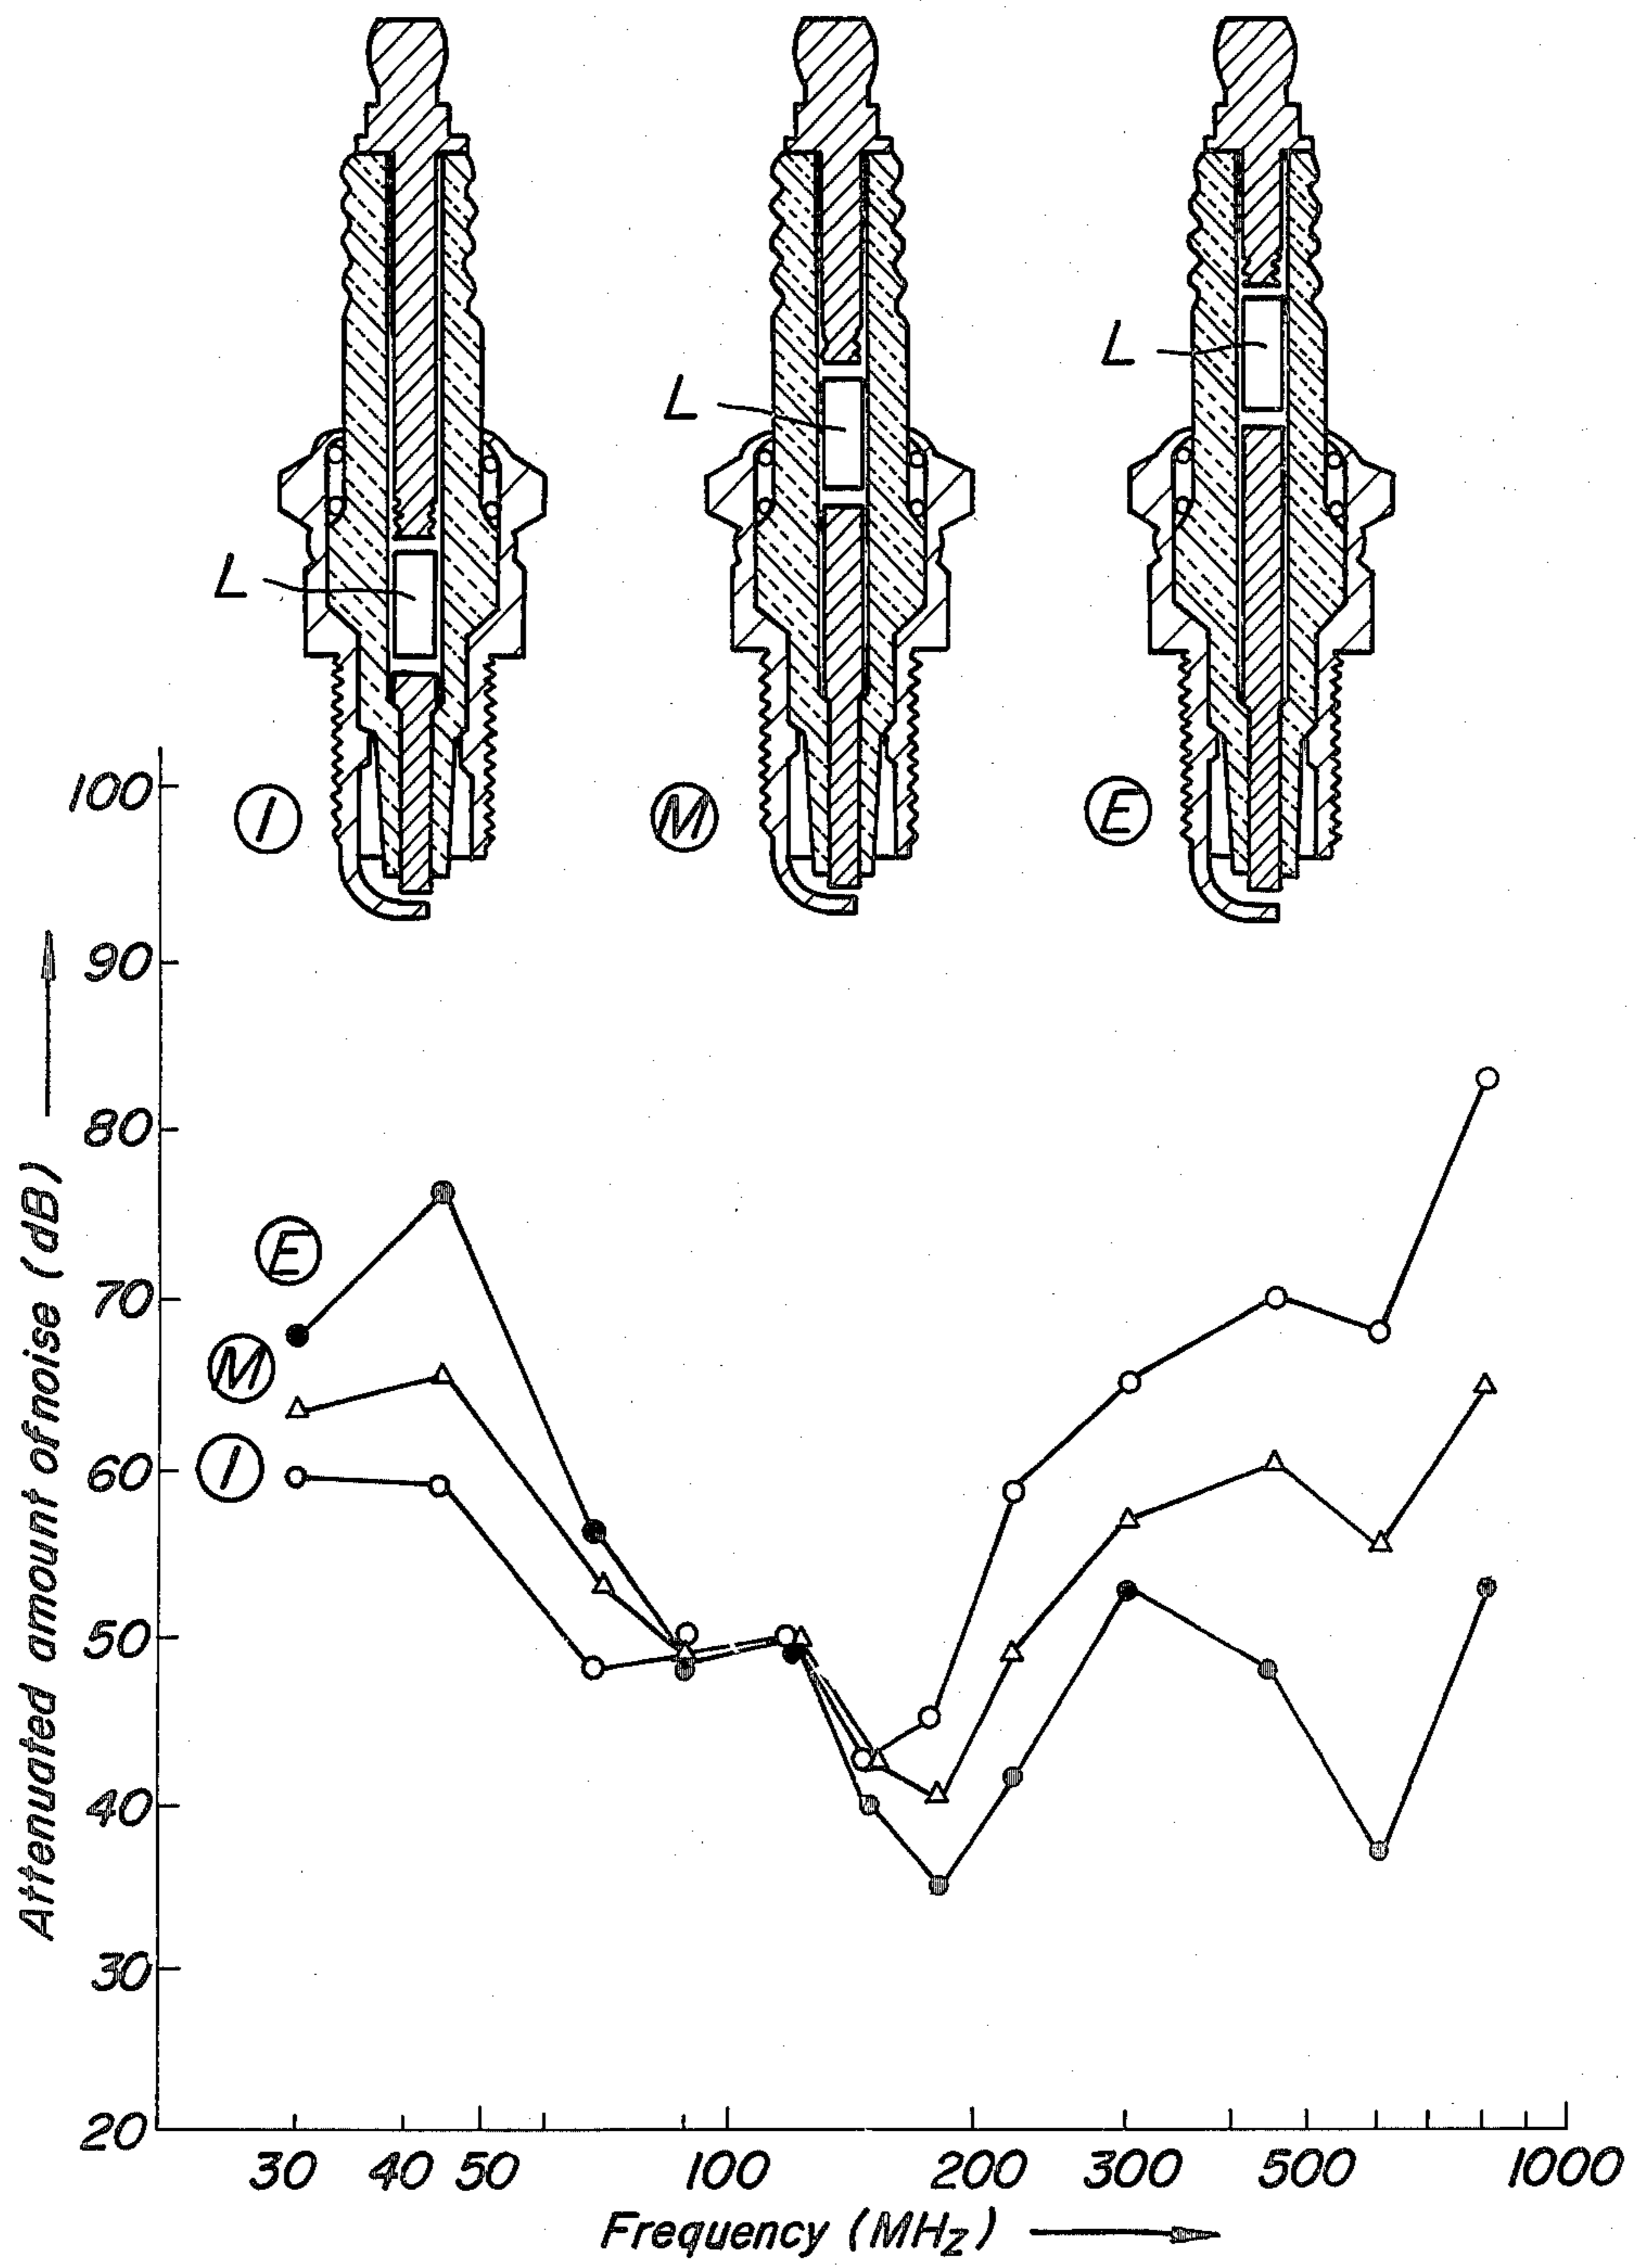 L
L
L
I
M
E
100
90
80
70
60
50
40
30
20
E
M
I
Attenuated amount of noise (dB)
30 40 50 100 200 300 500 1000
Frequency (MHz)